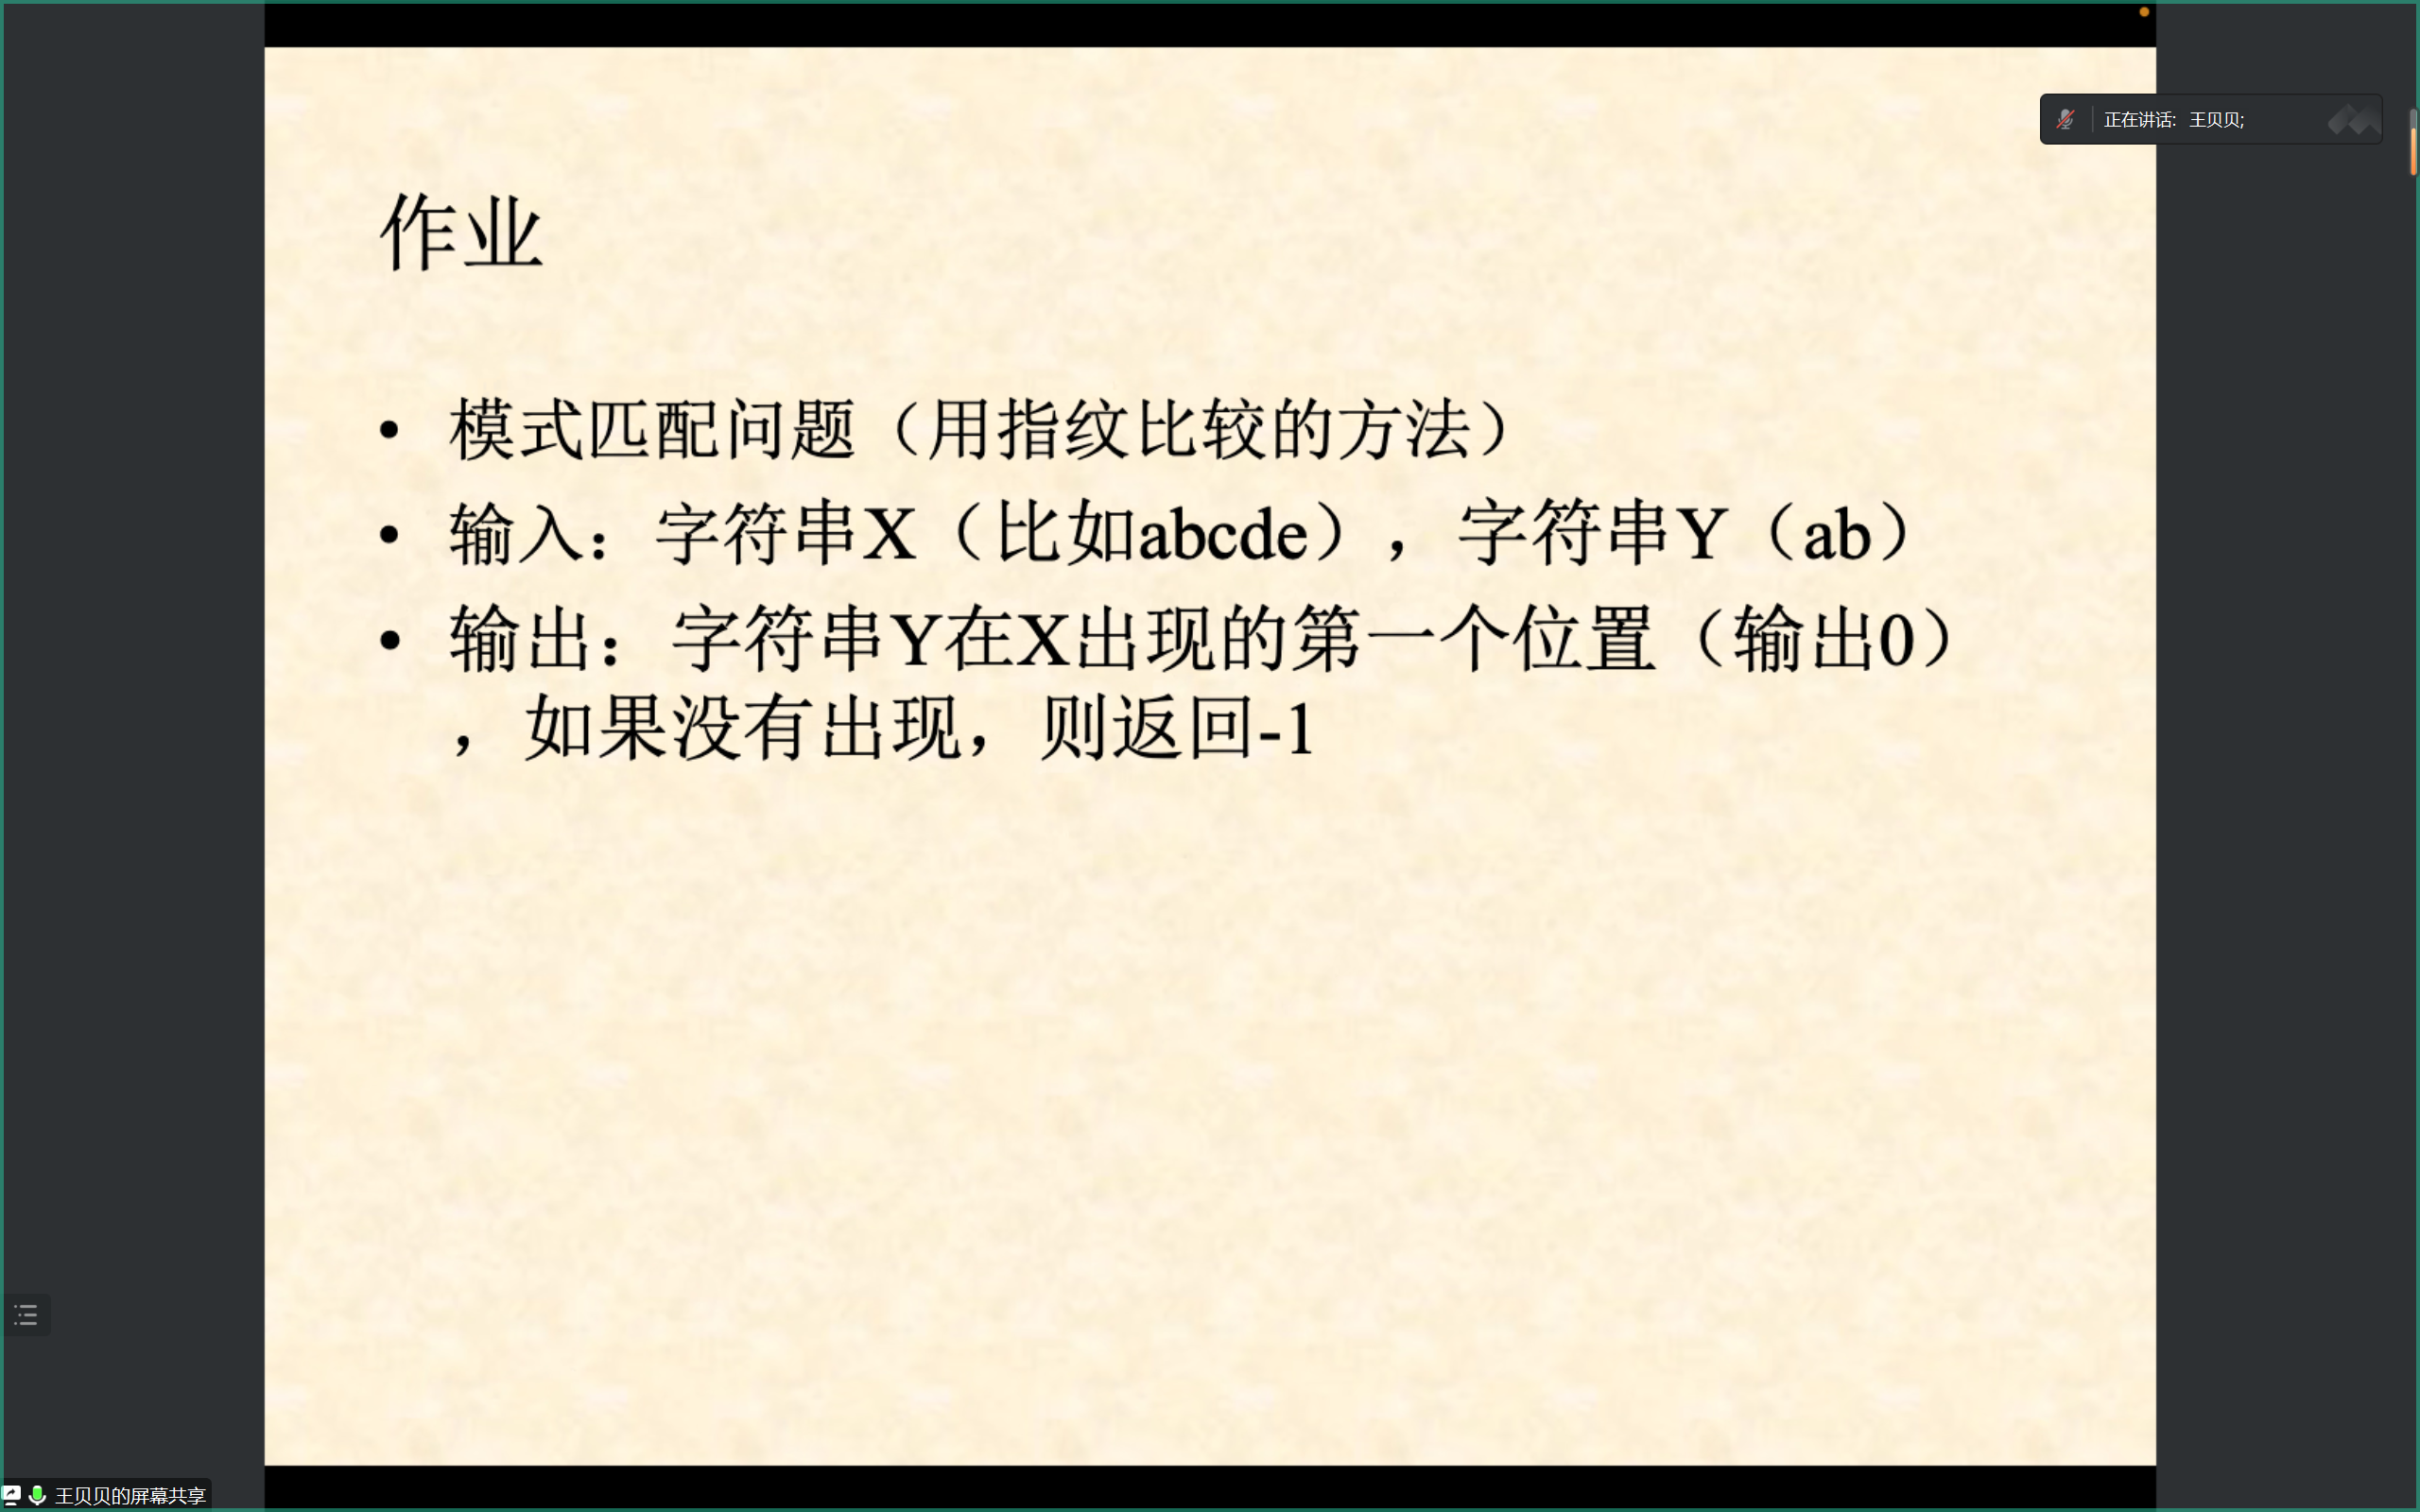 正在讲话: 王贝贝;
作业
• 模式匹配问题（用指纹比较的方法）
• 输入：字符串X（比如abcde），字符串Y（ab）
• 输出：字符串Y在X出现的第一个位置（输出0）
，如果没有出现，则返回-1
王贝贝的屏幕共享